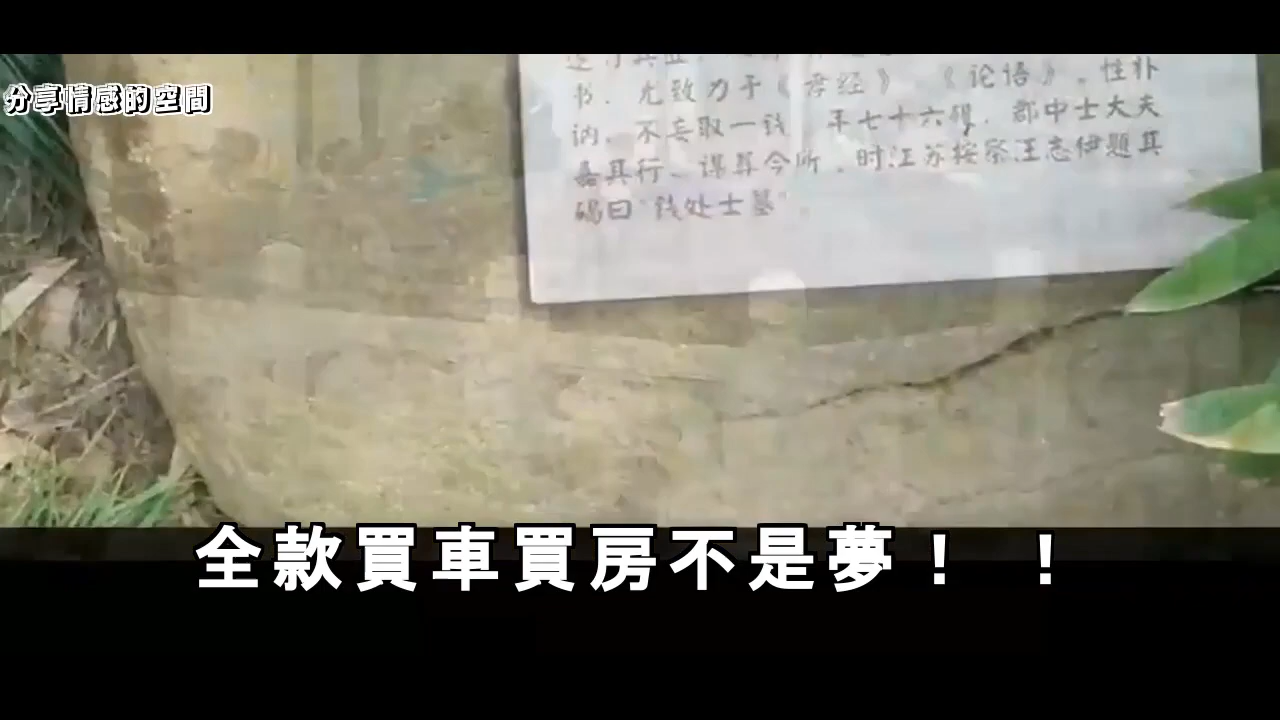 分享情感的空間
书、尤致力于《孝经》《论语》。性朴
讷、不妄取一钱 年七十六殁，郡中士大夫
嘉其行、谋葬今所，时江苏按察汪志伊题其
碣曰“钱处士墓”。
全款買車買房不是夢！ ！